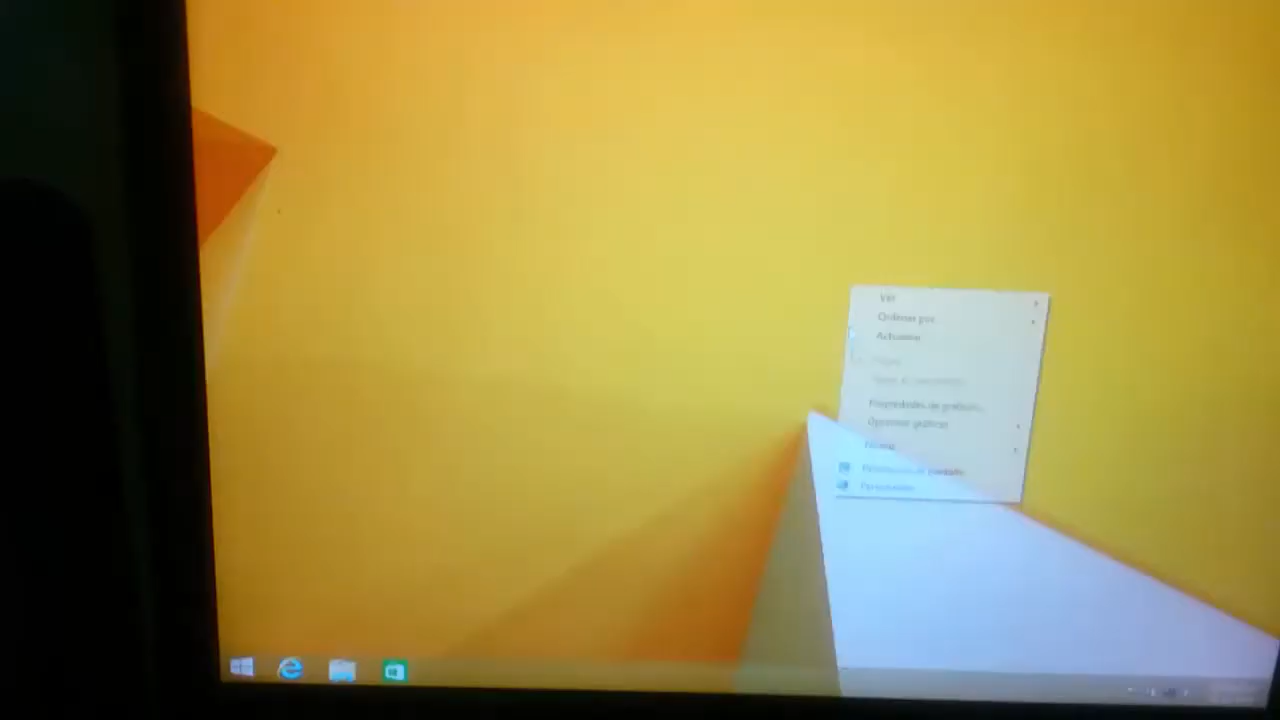 Ver
Ordenar por
Actualizar
Propiedades de gráficos...
Opciones gráficas
Nuevo
Resolución de pantalla
Personalizar